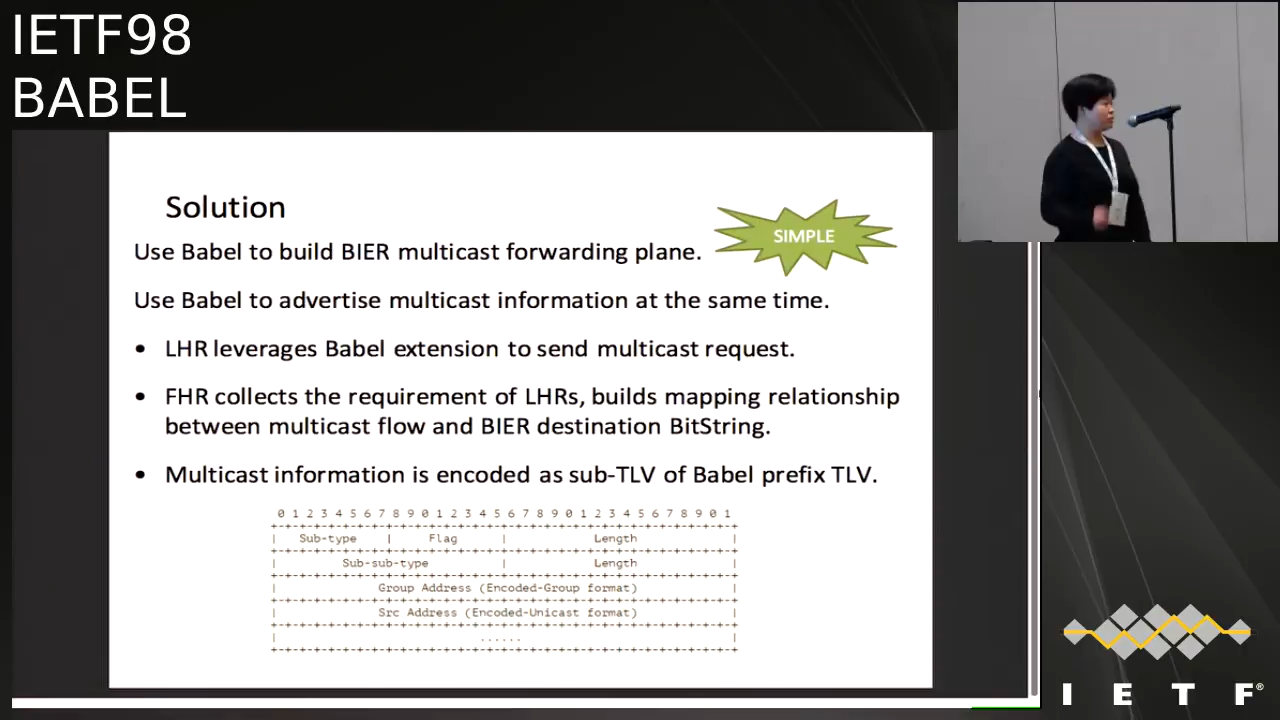 IETF98
BABEL
Solution
SIMPLE
Use Babel to build BIER multicast forwarding plane.
Use Babel to advertise multicast information at the same time.
• LHR leverages Babel extension to send multicast request.
• FHR collects the requirement of LHRs, builds mapping relationship
between multicast flow and BIER destination BitString.
• Multicast information is encoded as sub-TLV of Babel prefix TLV.
0 1 2 3 4 5 6 7 8 9 0 1 2 3 4 5 6 7 8 9 0 1 2 3 4 5 6 7 8 9 0 1
+-+-+-+-+-+-+-+-+-+-+-+-+-+-+-+-+-+-+-+-+-+-+-+-+-+-+-+-+-+-+-+-+
| Sub-type | Flag | Length |
+-+-+-+-+-+-+-+-+-+-+-+-+-+-+-+-+-+-+-+-+-+-+-+-+-+-+-+-+-+-+-+-+
| Sub-sub-type | Length |
+-+-+-+-+-+-+-+-+-+-+-+-+-+-+-+-+-+-+-+-+-+-+-+-+-+-+-+-+-+-+-+-+
| Group Address (Encoded-Group format) |
+-+-+-+-+-+-+-+-+-+-+-+-+-+-+-+-+-+-+-+-+-+-+-+-+-+-+-+-+-+-+-+-+
| Src Address (Encoded-Unicast format) |
+-+-+-+-+-+-+-+-+-+-+-+-+-+-+-+-+-+-+-+-+-+-+-+-+-+-+-+-+-+-+-+-+
| ...... |
+-+-+-+-+-+-+-+-+-+-+-+-+-+-+-+-+-+-+-+-+-+-+-+-+-+-+-+-+-+-+-+-+
I E T F®